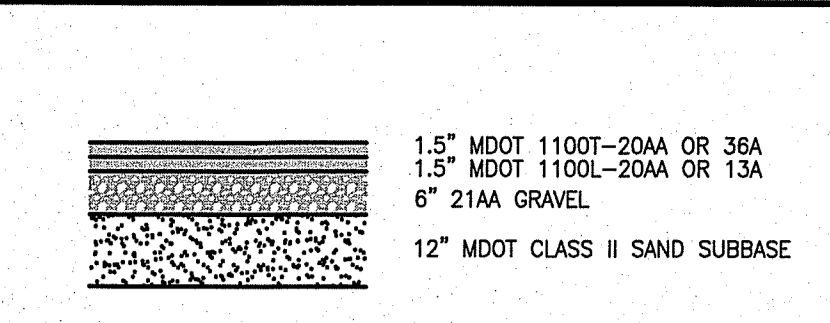 1.5" MDOT 1100T-20AA OR 36A
1.5" MDOT 1100L-20AA OR 13A
6" 21AA GRAVEL
12" MDOT CLASS II SAND SUBBASE